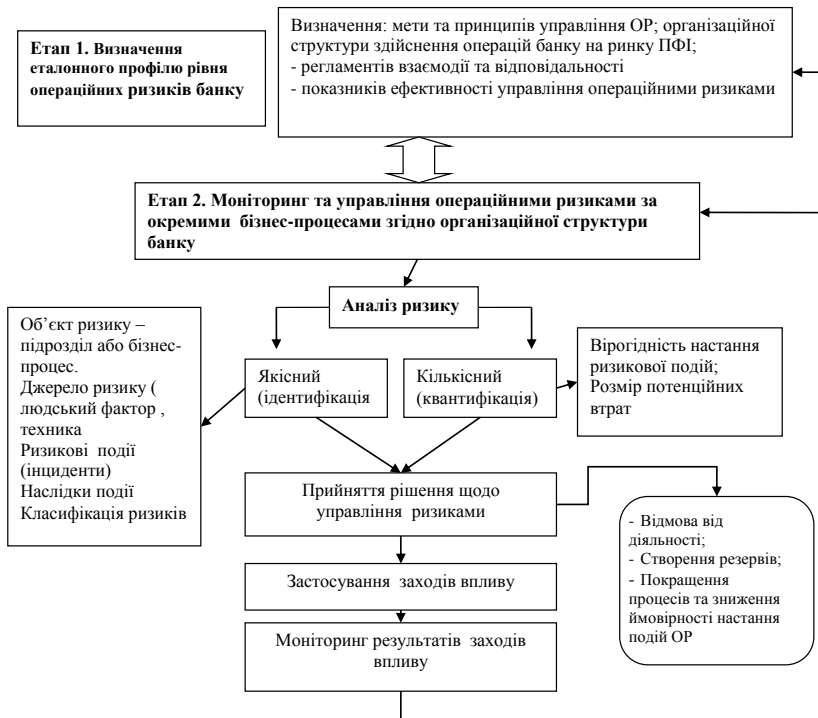 Етап 1. Визначення
еталонного профілю рівня
операційних ризиків банку
Визначення: мети та принципів управління ОР; організаційної
структури здійснення операцій банку на ринку ПФІ;
- регламентів взаємодії та відповідальності
- показників ефективності управління операційними ризиками
Етап 2. Моніторинг та управління операційними ризиками за
окремими бізнес-процесами згідно організаційної структури
банку
Аналіз ризику
Об’єкт ризику –
підрозділ або бізнес-
процес.
Джерело ризику (
людський фактор ,
техника
Ризикові події
(інциденти)
Наслідки події
Класифікація ризиків
Якісний
(ідентифікація
Кількісний
(квантифікація)
Вірогідність настання
ризикової подій;
Розмір потенційних
втрат
Прийняття рішення щодо
управління ризиками
- Відмова від
діяльності;
- Створення резервів;
- Покращення
процесів та зниження
ймовірності настання
подій ОР
Застосування заходів впливу
Моніторинг результатів заходів
впливу